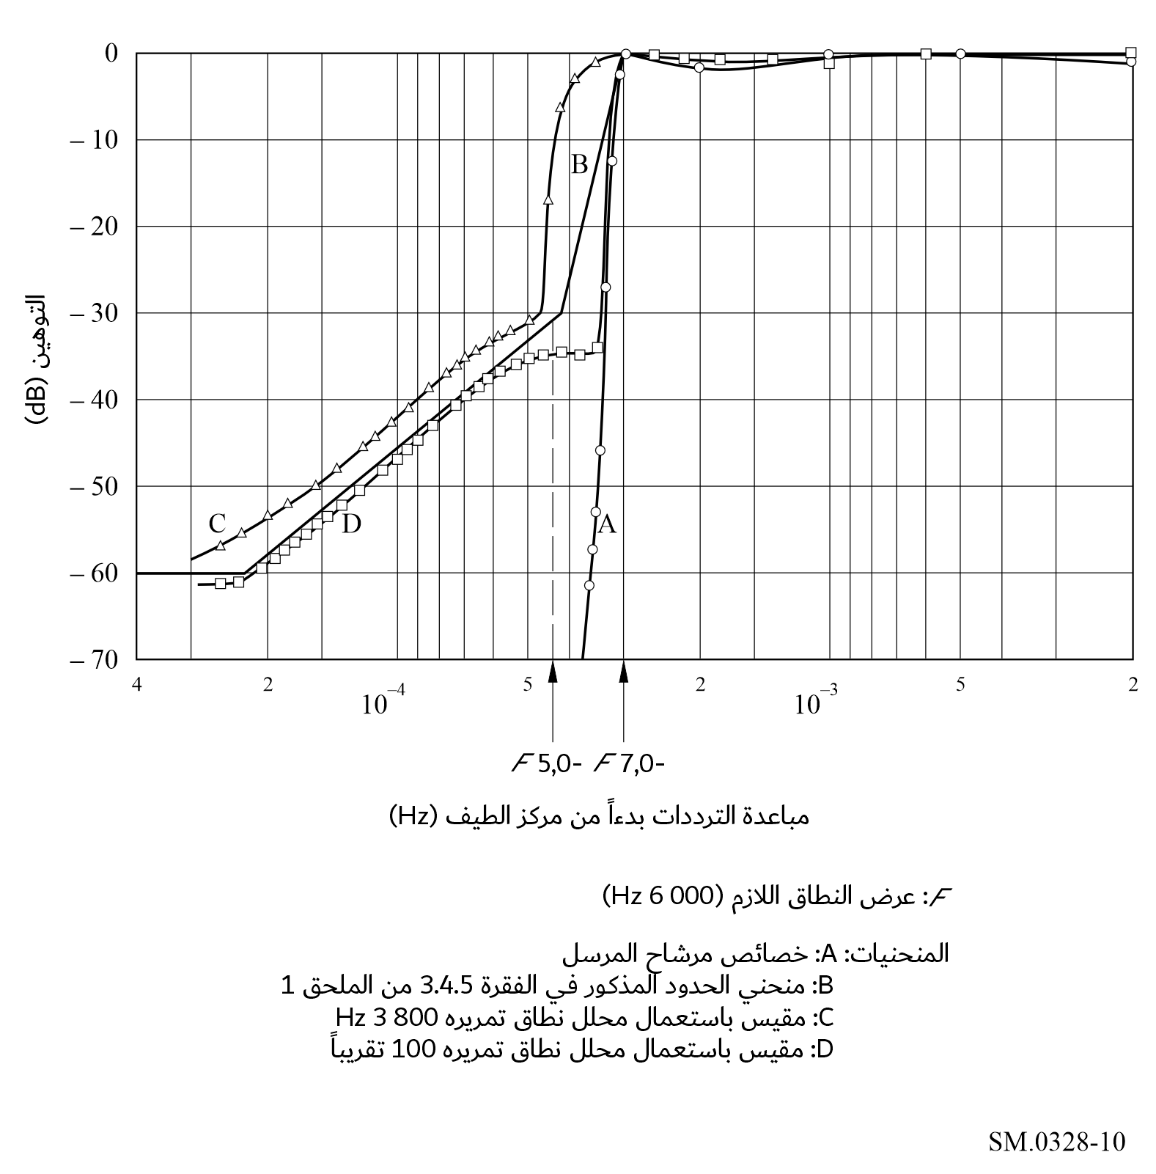 0
– 10
– 20
– 30
– 40
– 50
– 60
– 70
التوهين (dB)
B
C
D
A
4 2 10–4 5 2 10–3 5 2
F 5,0- F 7,0-
مباعدة الترددات بدءاً من مركز الطيف (Hz)
F: عرض النطاق اللازم (Hz 6 000)
المنحنيات: A: خصائص مرشاح المرسل
B: منحني الحدود المذكور في الفقرة 3.4.5 من الملحق 1
C: مقيس باستعمال محلل نطاق تمريره Hz 3 800
D: مقيس باستعمال محلل نطاق تمريره 100 تقريباً
SM.0328-10